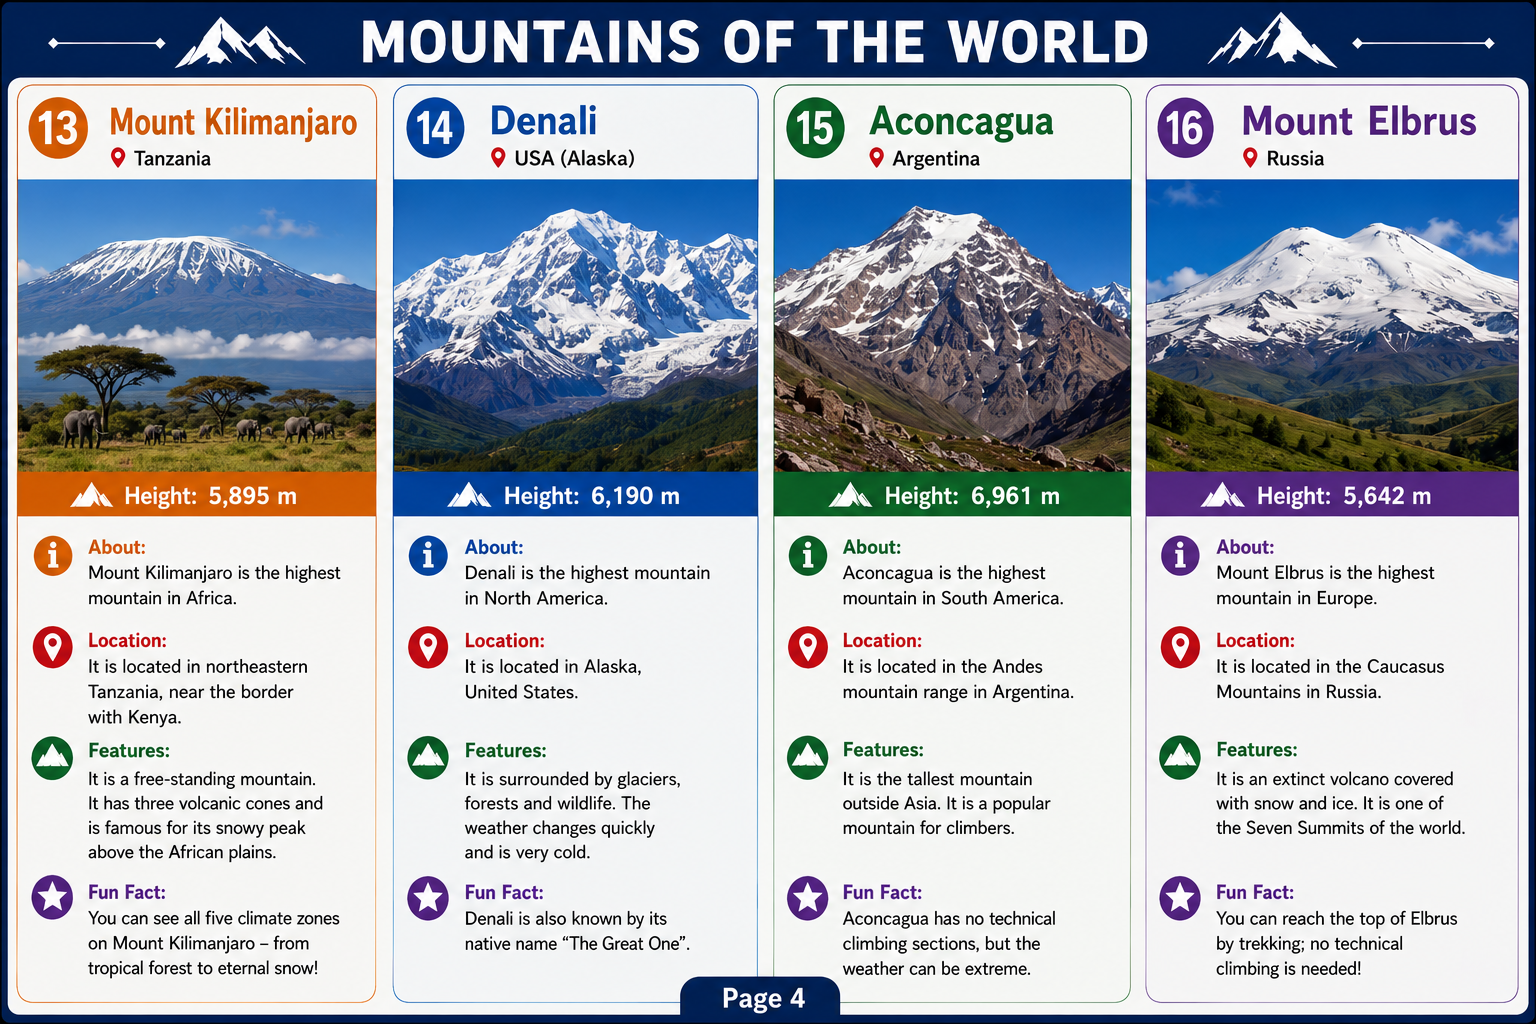 MOUNTAINS OF THE WORLD
13
Mount Kilimanjaro
Tanzania
Height: 5,895 m
About:
Mount Kilimanjaro is the highest
mountain in Africa.
Location:
It is located in northeastern
Tanzania, near the border
with Kenya.
Features:
It is a free-standing mountain.
It has three volcanic cones and
is famous for its snowy peak
above the African plains.
Fun Fact:
You can see all five climate zones
on Mount Kilimanjaro – from
tropical forest to eternal snow!
14
Denali
USA (Alaska)
Height: 6,190 m
About:
Denali is the highest mountain
in North America.
Location:
It is located in Alaska,
United States.
Features:
It is surrounded by glaciers,
forests and wildlife. The
weather changes quickly
and is very cold.
Fun Fact:
Denali is also known by its
native name “The Great One”.
15
Aconcagua
Argentina
Height: 6,961 m
About:
Aconcagua is the highest
mountain in South America.
Location:
It is located in the Andes
mountain range in Argentina.
Features:
It is the tallest mountain
outside Asia. It is a popular
mountain for climbers.
Fun Fact:
Aconcagua has no technical
climbing sections, but the
weather can be extreme.
16
Mount Elbrus
Russia
Height: 5,642 m
About:
Mount Elbrus is the highest
mountain in Europe.
Location:
It is located in the Caucasus
Mountains in Russia.
Features:
It is an extinct volcano covered
with snow and ice. It is one of
the Seven Summits of the world.
Fun Fact:
You can reach the top of Elbrus
by trekking; no technical
climbing is needed!
Page 4